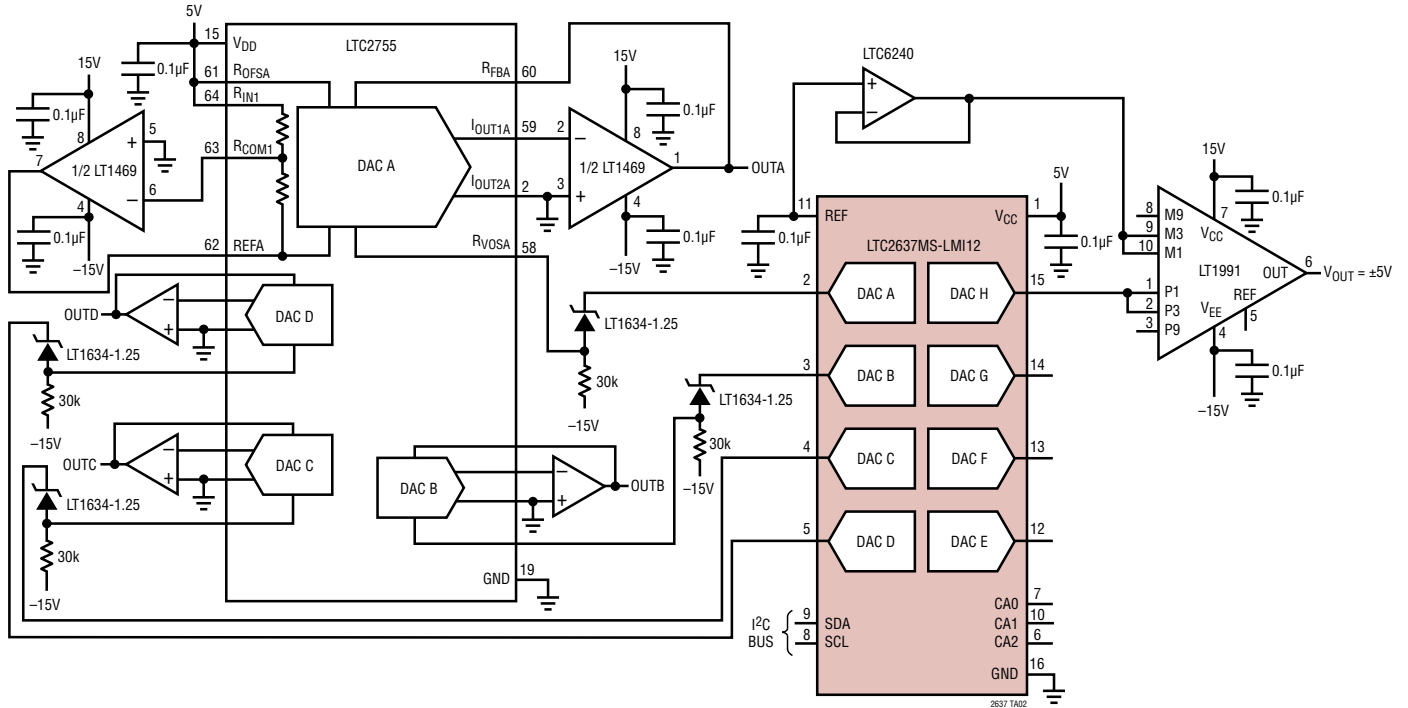 5V
15 VDD
LTC2755
0.1µF
61 ROFSA
64 RIN1
RFBA 60
15V
0.1µF
8
5
+
7
1/2 LT1469
6
–
4
0.1µF
–15V
63 RCOM1
62 REFA
DAC A
IOUT1A 59
IOUT2A 2
RVOSA 58
15V
0.1µF
2
–
8
1/2 LT1469
1
OUTA
3
+
4
0.1µF
–15V
LTC6240
+
–
OUTD
–
+
DAC D
LT1634-1.25
30k
–15V
OUTC
–
+
DAC C
LT1634-1.25
30k
–15V
DAC B
–
+
OUTB
GND 19
LT1634-1.25
30k
–15V
LT1634-1.25
30k
–15V
0.1µF
11 REF
VCC 1
5V
0.1µF
LTC2637MS-LMI12
2 DAC A
DAC H 15
3 DAC B
DAC G 14
4 DAC C
DAC F 13
5 DAC D
DAC E 12
CA0 7
I2C BUS
9 SDA
8 SCL
CA1 10
CA2 6
GND 16
2637 TA02
15V
0.1µF
7
VCC
8 M9
9 M3
10 M1
LT1991
OUT 6
VOUT = ±5V
1 P1
2 P3
3 P9
REF
5
VEE
4
0.1µF
–15V